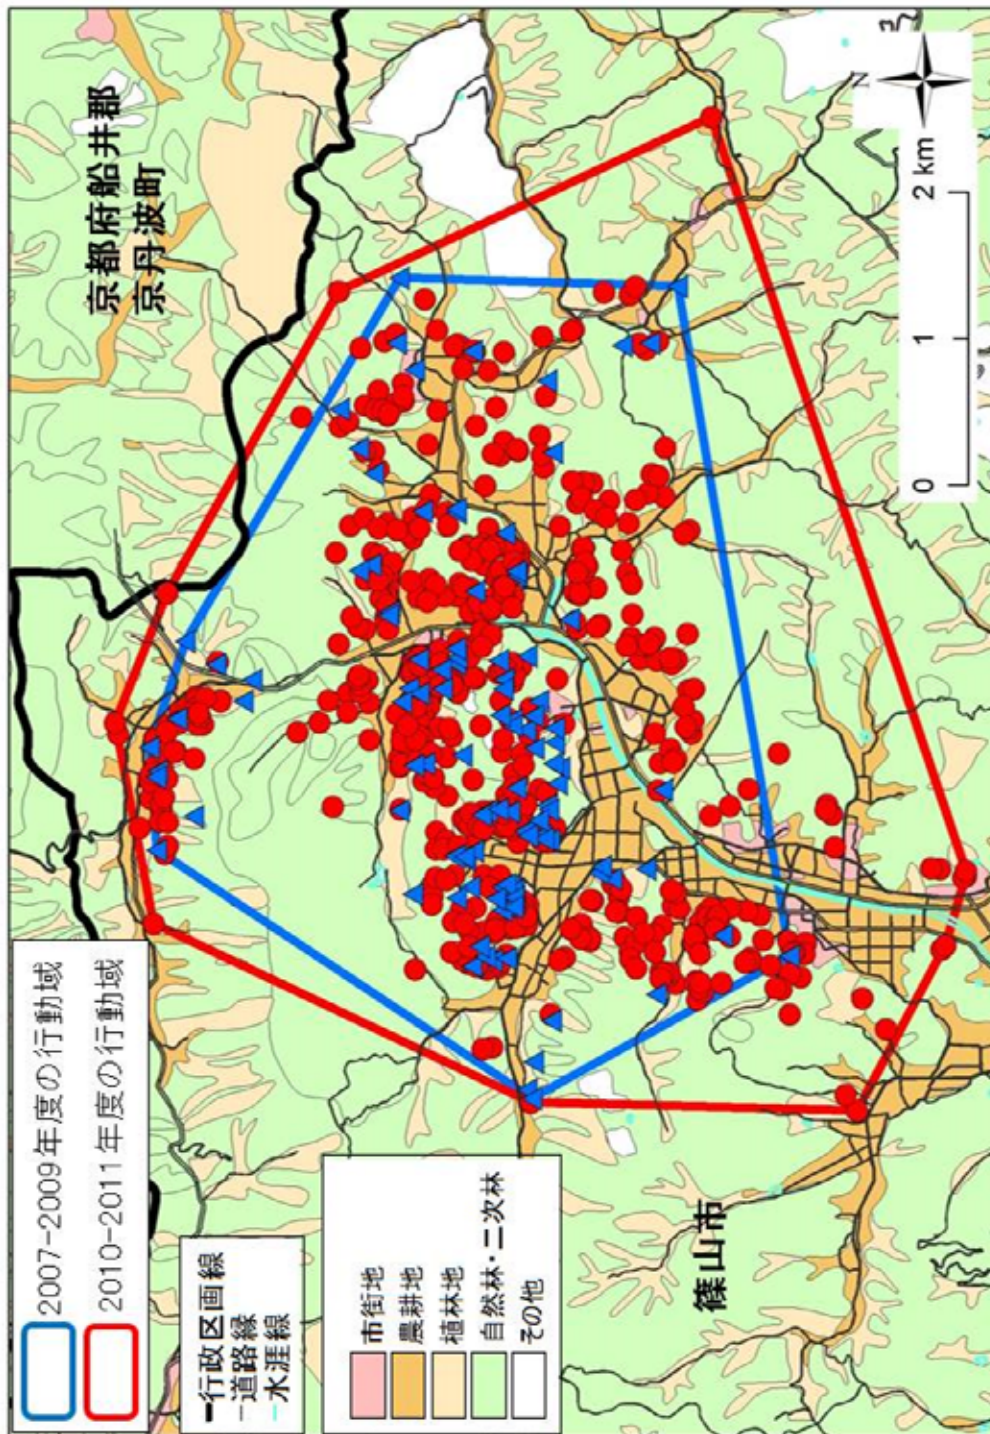 2007-2009年度の行動域
2010-2011年度の行動域
行政区画線
道路縁
水涯線
市街地
農耕地
植林地
自然林・二次林
その他
篠山市
京都府船井郡
京丹波町
N
0 1 2 km